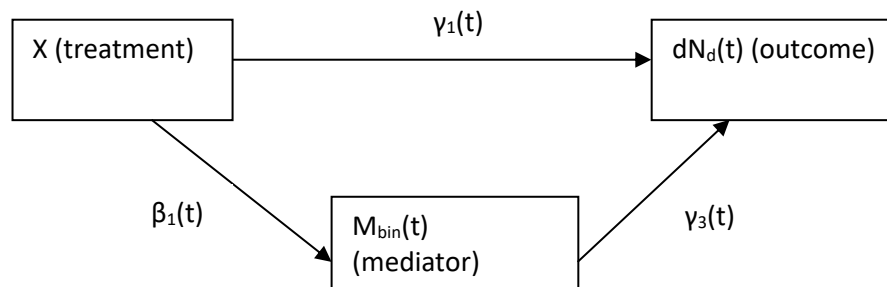 γ₁(t)
X (treatment)
dN_d(t) (outcome)
β₁(t)
M_bin(t)
(mediator)
γ₃(t)